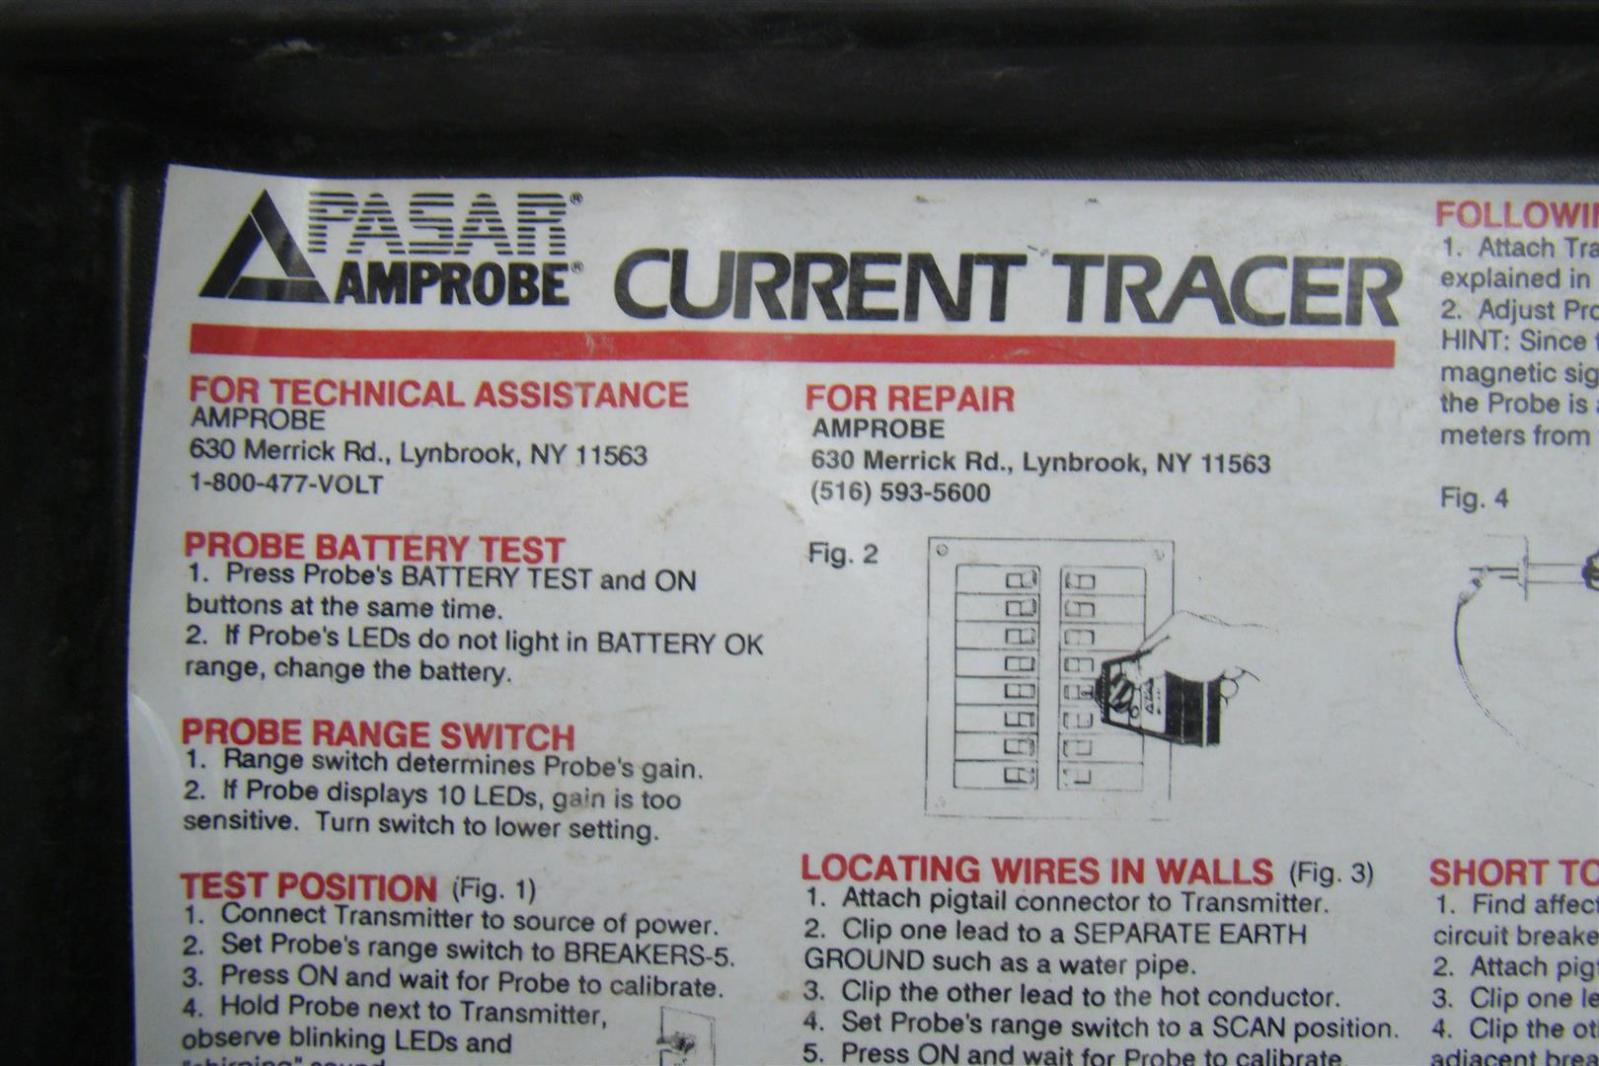 PASAR®
AMPROBE®
CURRENT TRACER
FOR TECHNICAL ASSISTANCE
AMPROBE
630 Merrick Rd., Lynbrook, NY 11563
1-800-477-VOLT
PROBE BATTERY TEST
1. Press Probe's BATTERY TEST and ON
buttons at the same time.
2. If Probe's LEDs do not light in BATTERY OK
range, change the battery.
PROBE RANGE SWITCH
1. Range switch determines Probe's gain.
2. If Probe displays 10 LEDs, gain is too
sensitive. Turn switch to lower setting.
TEST POSITION (Fig. 1)
1. Connect Transmitter to source of power.
2. Set Probe's range switch to BREAKERS-5.
3. Press ON and wait for Probe to calibrate.
4. Hold Probe next to Transmitter,
observe blinking LEDs and
FOR REPAIR
AMPROBE
630 Merrick Rd., Lynbrook, NY 11563
(516) 593-5600
Fig. 2
LOCATING WIRES IN WALLS (Fig. 3)
1. Attach pigtail connector to Transmitter.
2. Clip one lead to a SEPARATE EARTH
GROUND such as a water pipe.
3. Clip the other lead to the hot conductor.
4. Set Probe's range switch to a SCAN position.
5. Press ON and wait for Probe to calibrate.
FOLLOWIN
1. Attach Tra
explained in
2. Adjust Pro
HINT: Since t
magnetic sig
the Probe is a
meters from
Fig. 4
SHORT TO
1. Find affect
circuit breake
2. Attach pigt
3. Clip one le
4. Clip the ot
adjacent brea